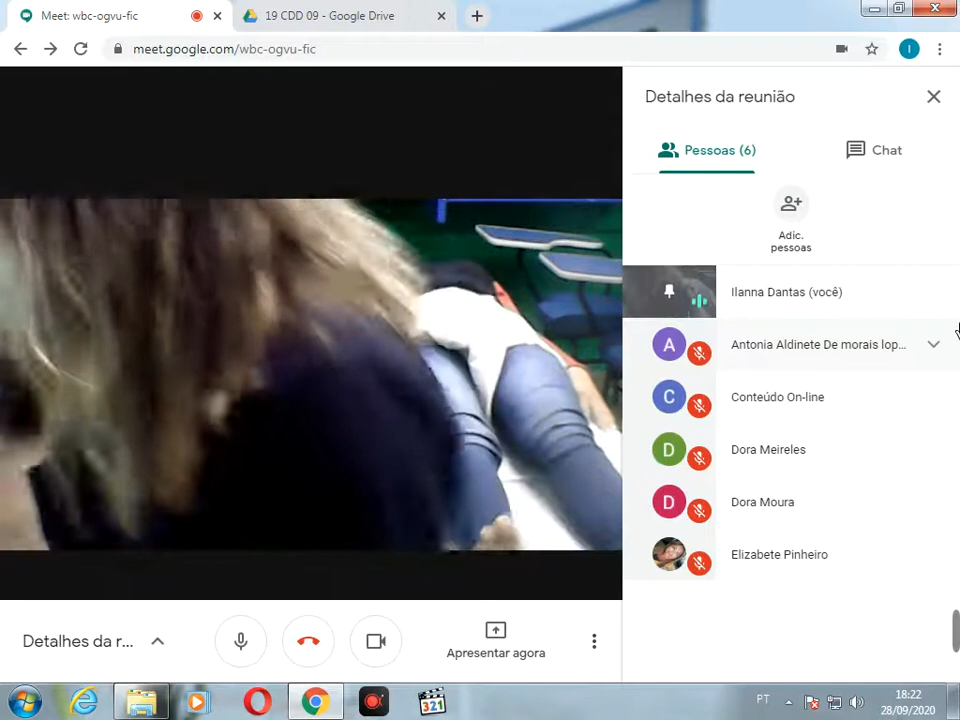 Meet: wbc-ogvu-fic
19 CDD 09 - Google Drive
meet.google.com/wbc-ogvu-fic
I
Detalhes da reunião
Pessoas (6)
Chat
Adic.
pessoas
Ilanna Dantas (você)
A
Antonia Aldinete De morais lop...
C
Conteúdo On-line
D
Dora Meireles
D
Dora Moura
Elizabete Pinheiro
Detalhes da r...
Apresentar agora
321
PT
18:22
28/09/2020